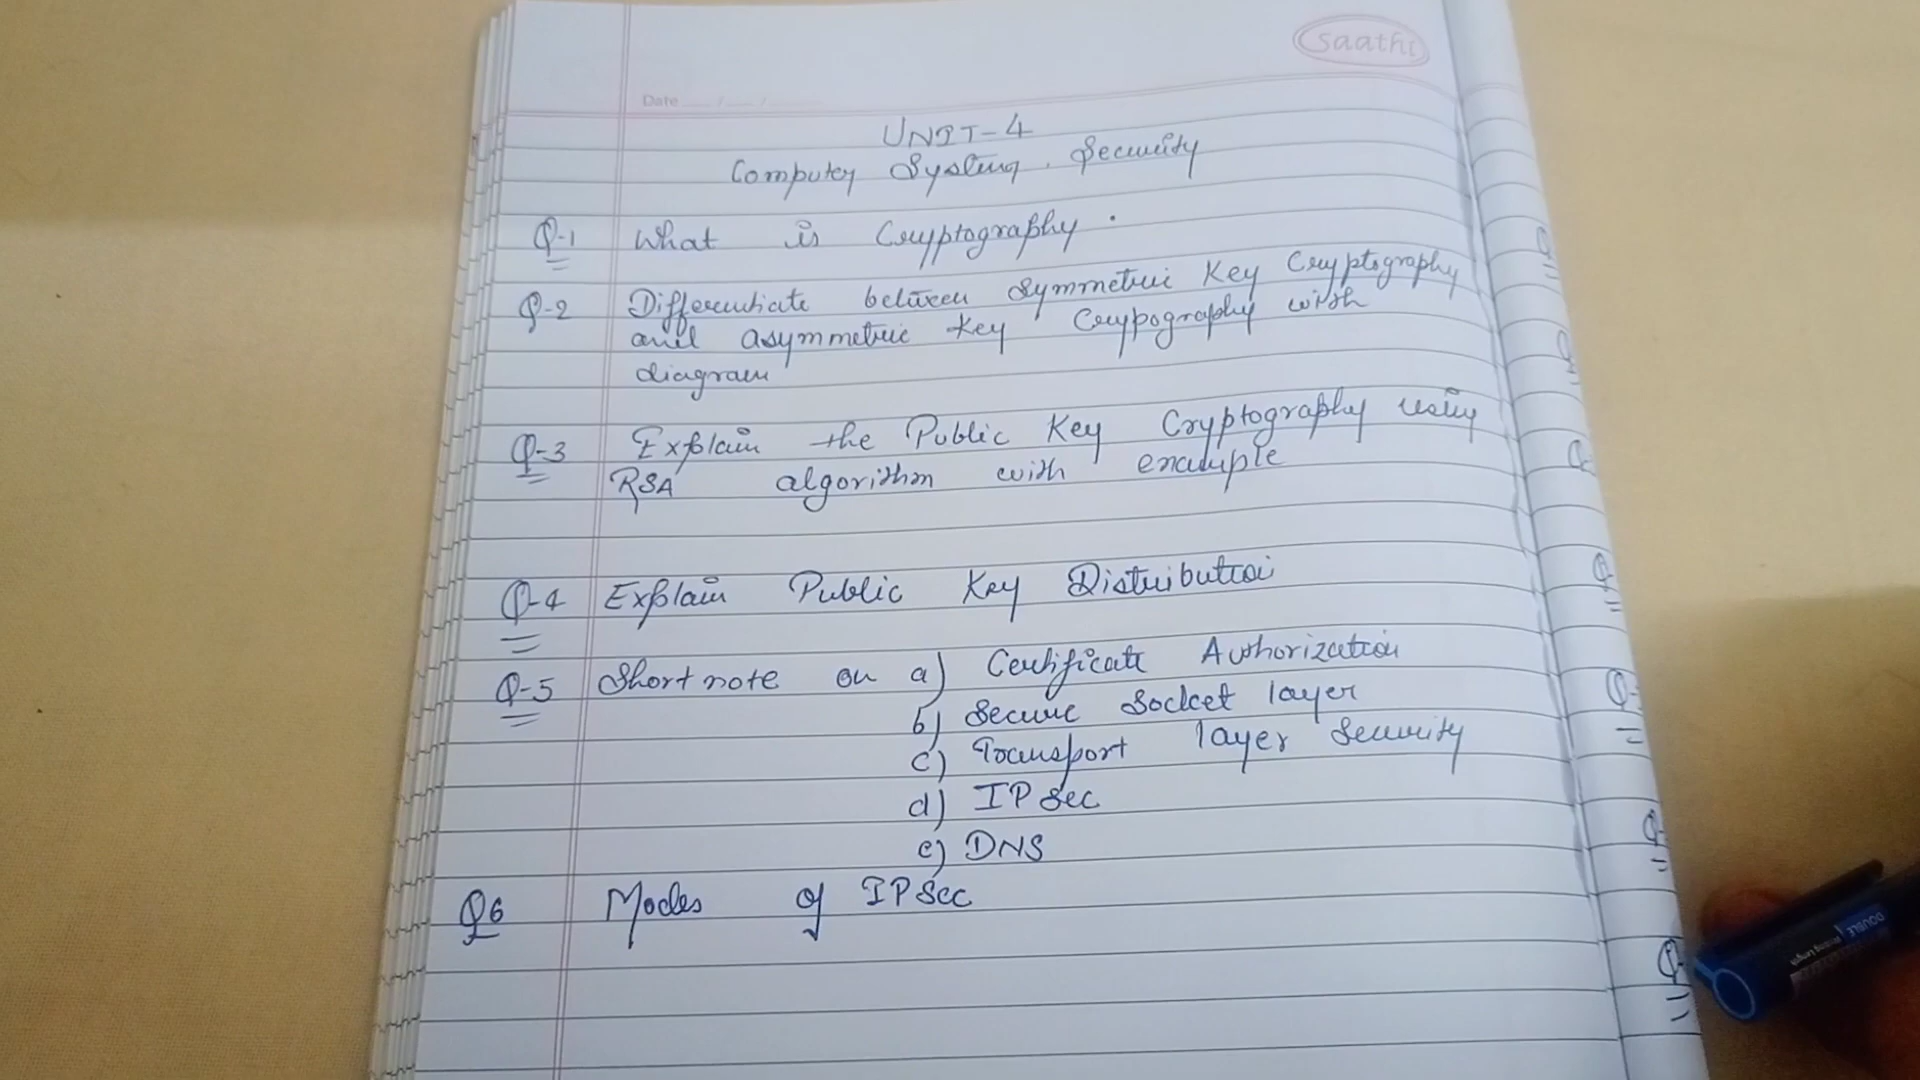 saathi
Date
UNIT-4
Computer System Security
Q-1 What is Cryptography.
Q-2 Differentiate between Symmetric Key Cryptography
and asymmetric key Crypography with
diagram
Q-3 Explain the Public Key Cryptography using
RSA algorithm with example
Q-4 Explain Public Key Distribution
Q-5 Short note on a) Certificate Authorization
b) Secure Socket layer
c) Transport layer Security
d) IP Sec
e) DNS
Q6 Modes of IP Sec